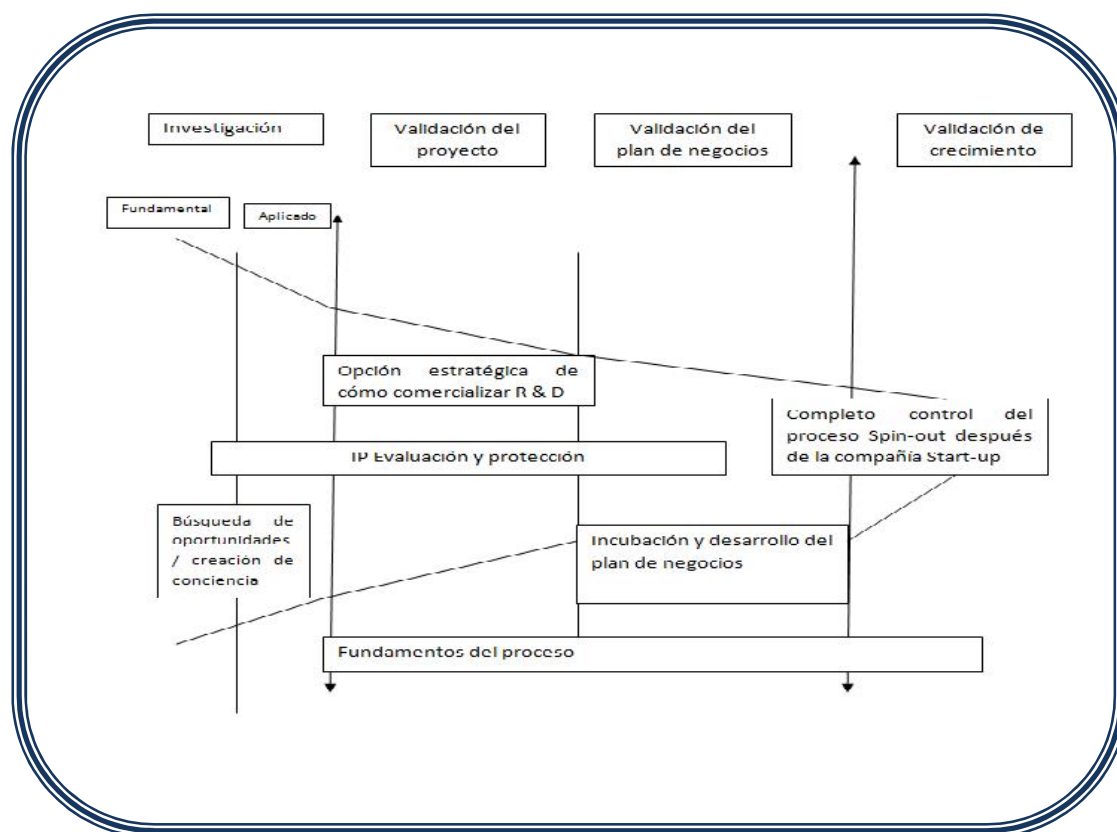 Investigación
Validación del
proyecto
Validación del
plan de negocios
Validación de
crecimiento
Fundamental
Aplicado
Opción estratégica de
cómo comercializar R & D
Completo control del
proceso Spin-out después
de la compañía Start-up
IP Evaluación y protección
Búsqueda de
oportunidades
/ creación de
conciencia
Incubación y desarrollo del
plan de negocios
Fundamentos del proceso